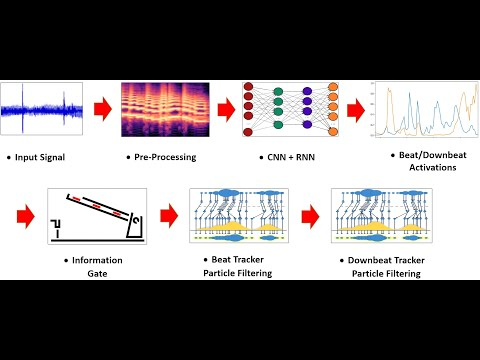 • Input Signal
• Pre-Processing
• CNN + RNN
• Beat/Downbeat
Activations
• Information
Gate
• Beat Tracker
Particle Filtering
• Downbeat Tracker
Particle Filtering